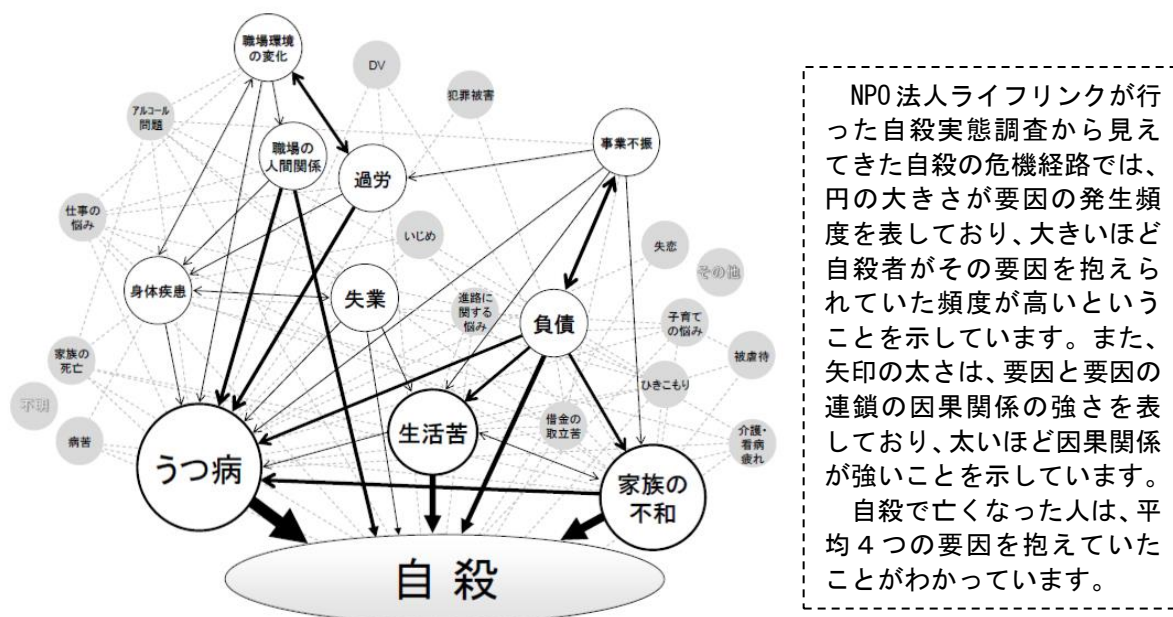 職場環境
の変化
DV
犯罪被害
アルコール
問題
職場の
人間関係
過労
事業不振
仕事の
悩み
いじめ
失恋
その他
身体疾患
失業
進路に
関する
悩み
負債
子育て
の悩み
被虐待
家族の
死亡
ひきこもり
不明
病苦
うつ病
生活苦
借金の
取立苦
介護・
看病
疲れ
家族の
不和
自殺
NPO法人ライフリンクが行
った自殺実態調査から見え
てきた自殺の危機経路では、
円の大きさが要因の発生頻
度を表しており、大きいほど
自殺者がその要因を抱えら
れていた頻度が高いという
ことを示しています。また、
矢印の太さは、要因と要因の
連鎖の因果関係の強さを表
しており、太いほど因果関係
が強いことを示しています。
自殺で亡くなった人は、平
均4つの要因を抱えていた
ことがわかっています。